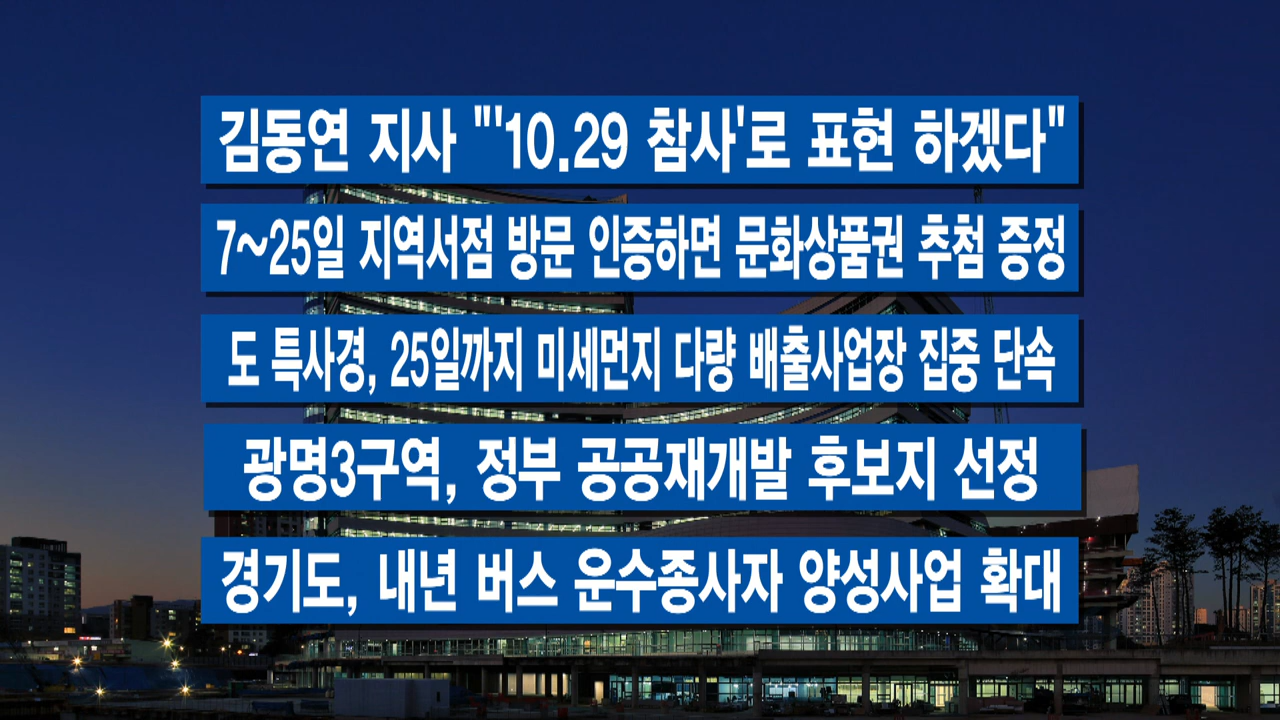 김동연 지사 "'10.29 참사'로 표현 하겠다"
7~25일 지역서점 방문 인증하면 문화상품권 추첨 증정
도 특사경, 25일까지 미세먼지 다량 배출사업장 집중 단속
광명3구역, 정부 공공재개발 후보지 선정
경기도, 내년 버스 운수종사자 양성사업 확대